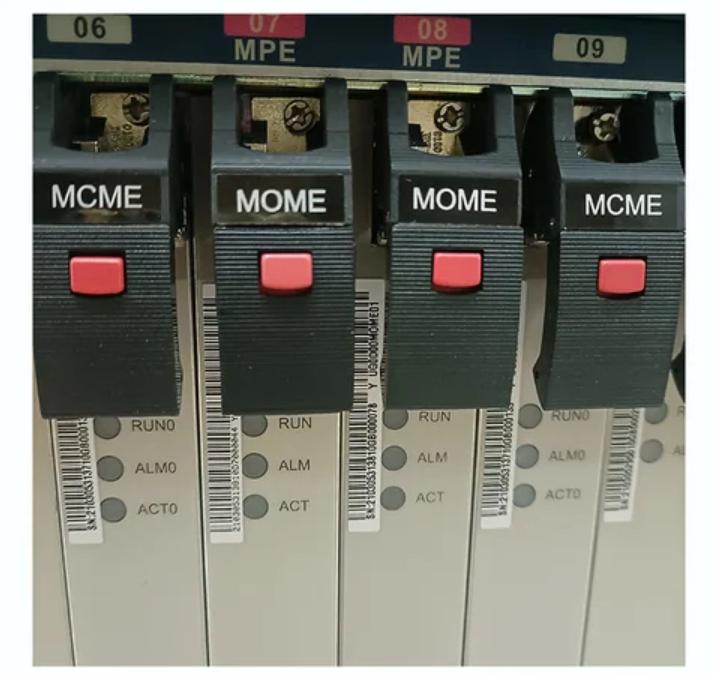 06
07
MPE
08
MPE
09
MCME
MOME
MOME
MCME
RUN0
ALM0
ACT0
RUN
ALM
ACT
RUN
ALM
ACT
RUN0
ALM0
ACT0